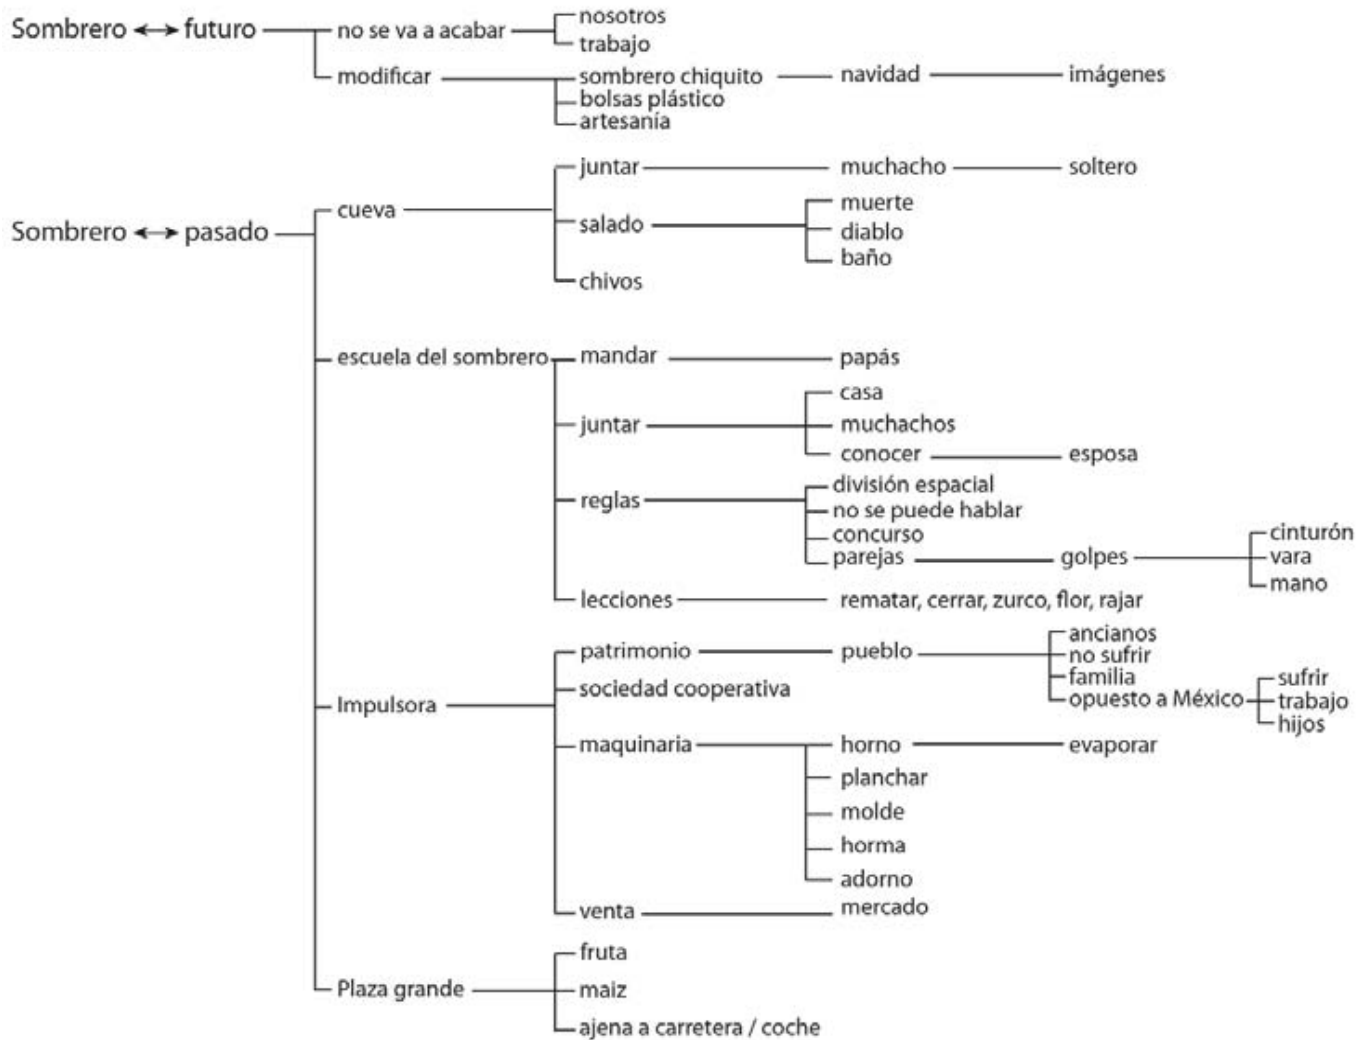 nosotros
Sombrero ↔ futuro no se va a acabar
trabajo
modificar sombrero chiquito navidad imágenes
bolsas plástico
artesanía
juntar muchacho soltero
cueva muerte
Sombrero ↔ pasado salado diablo
baño
chivos
escuela del sombrero mandar papás
casa
juntar muchachos
conocer esposa
división espacial
reglas no se puede hablar
concurso cinturón
parejas golpes vara
mano
lecciones rematar, cerrar, zurco, flor, rajar
ancianos
patrimonio pueblo no sufrir
familia sufrir
sociedad cooperativa opuesto a México trabajo
Impulsora hijos
maquinaria horno evaporar
planchar
molde
horma
adorno
venta mercado
fruta
Plaza grande maiz
ajena a carretera / coche